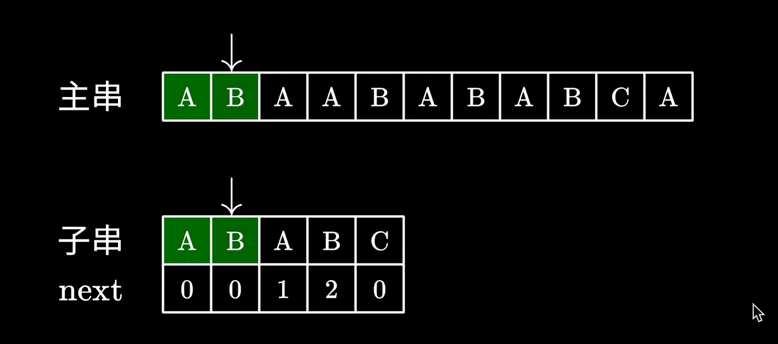 主串 A B A A B A B A B C A
子串 A B A B C
next 0 0 1 2 0